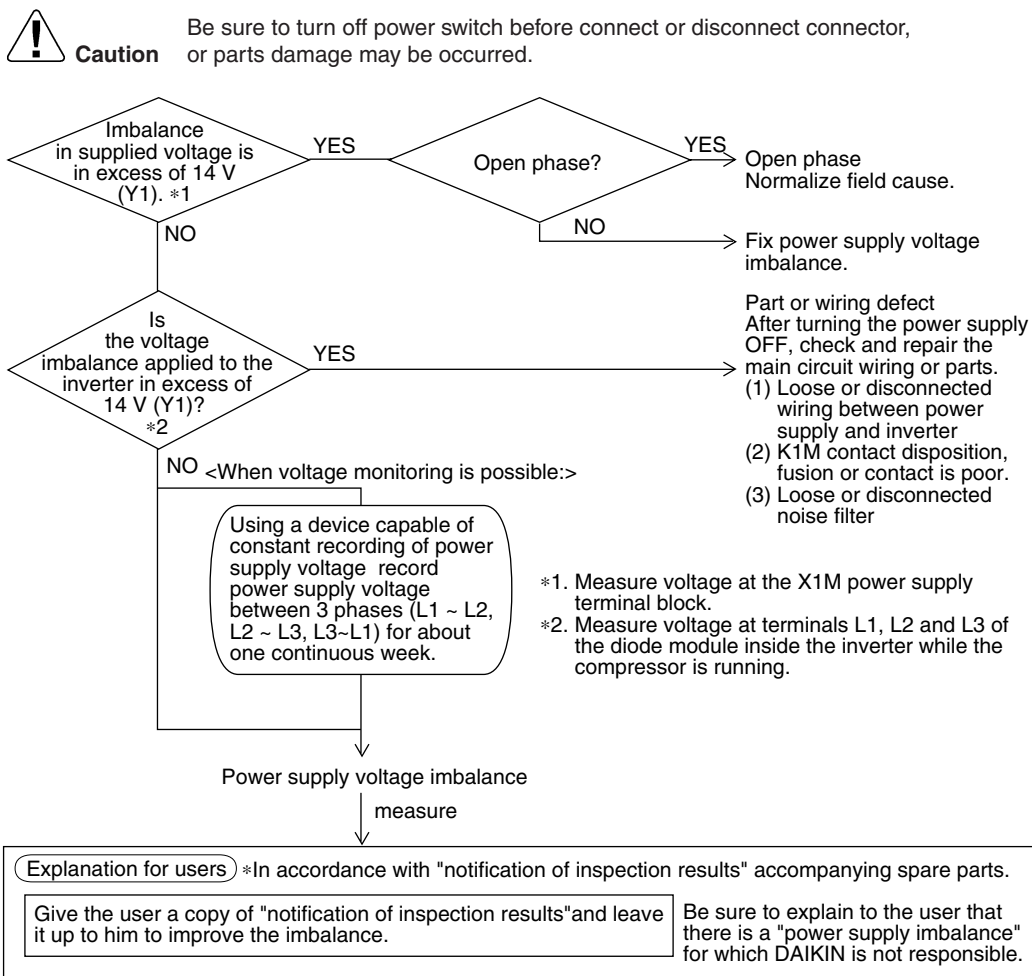 Be sure to turn off power switch before connect or disconnect connector,
Caution or parts damage may be occurred.
Imbalance
in supplied voltage is
in excess of 14 V
(Y1). *1
YES
Open phase?
YES
Open phase
Normalize field cause.
NO
NO
Fix power supply voltage
imbalance.
Is
the voltage
imbalance applied to the
inverter in excess of
14 V (Y1)?
*2
YES
Part or wiring defect
After turning the power supply
OFF, check and repair the
main circuit wiring or parts.
(1) Loose or disconnected
wiring between power
supply and inverter
(2) K1M contact disposition,
fusion or contact is poor.
(3) Loose or disconnected
noise filter
NO <When voltage monitoring is possible:>
Using a device capable of
constant recording of power
supply voltage record
power supply voltage
between 3 phases (L1 ~ L2,
L2 ~ L3, L3~L1) for about
one continuous week.
*1. Measure voltage at the X1M power supply
terminal block.
*2. Measure voltage at terminals L1, L2 and L3 of
the diode module inside the inverter while the
compressor is running.
Power supply voltage imbalance
measure
Explanation for users *In accordance with "notification of inspection results" accompanying spare parts.
Give the user a copy of "notification of inspection results"and leave
it up to him to improve the imbalance.
Be sure to explain to the user that
there is a "power supply imbalance"
for which DAIKIN is not responsible.